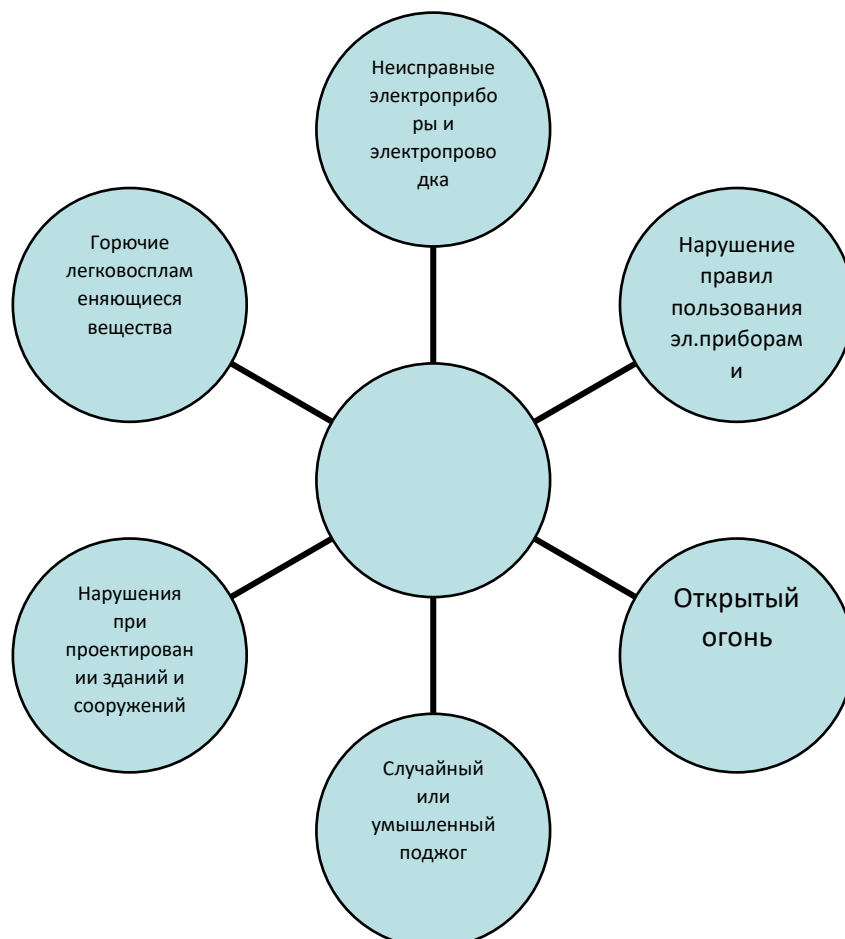 Неисправные
электроприбо
ры и
электропрово
дка
Нарушение
правил
пользования
эл.приборам
и
Открытый
огонь
Случайный
или
умышленный
поджог
Нарушения
при
проектирован
ии зданий и
сооружений
Горючие
легковосплам
еняющиеся
вещества